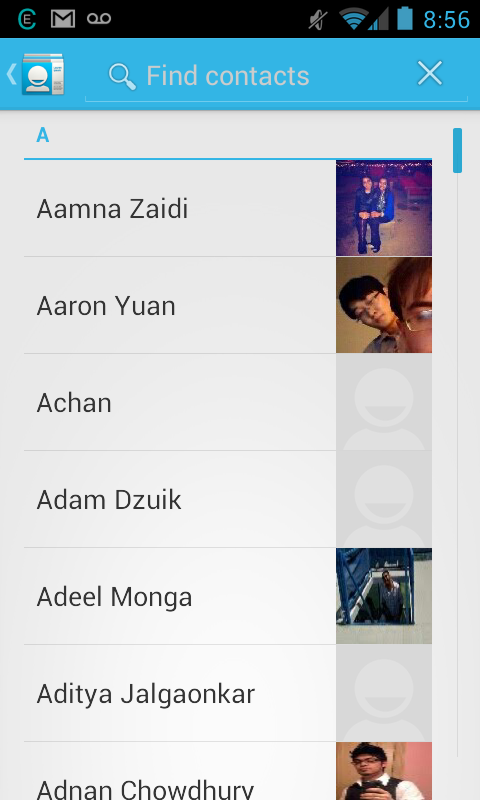 8:56
Find contacts
A
Aamna Zaidi
Aaron Yuan
Achan
Adam Dzuik
Adeel Monga
Aditya Jalgaonkar
Adnan Chowdhury